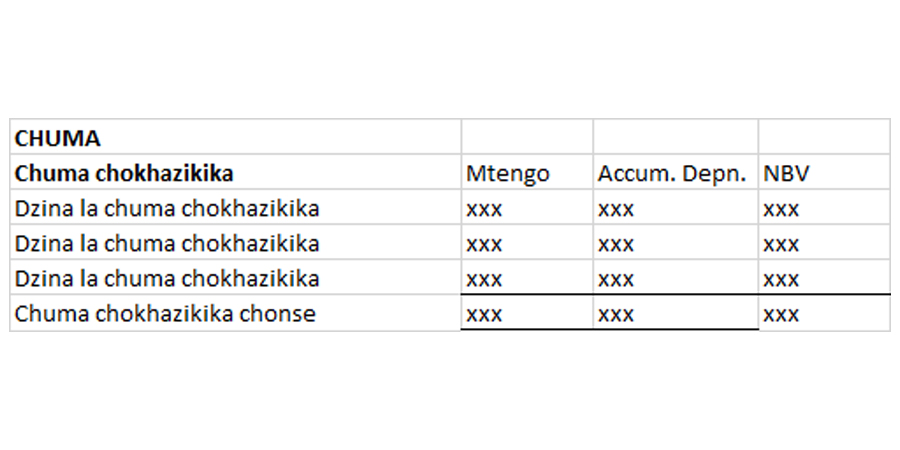 CHUMA
Chuma chokhazikika Mtengo Accum. Depn. NBV
Dzina la chuma chokhazikika xxx xxx xxx
Dzina la chuma chokhazikika xxx xxx xxx
Dzina la chuma chokhazikika xxx xxx xxx
Chuma chokhazikika chonse xxx xxx xxx